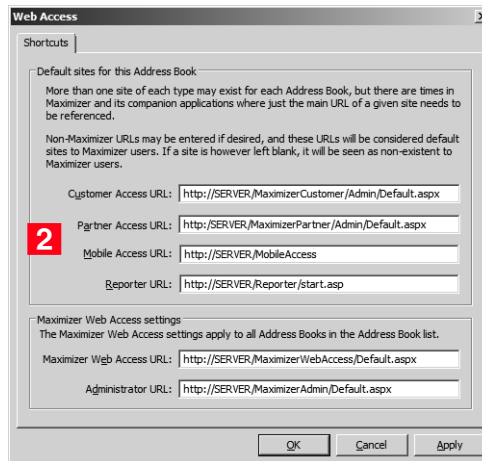 Web Access
Shortcuts
Default sites for this Address Book
More than one site of each type may exist for each Address Book, but there are times in
Maximizer and its companion applications where just the main URL of a given site needs to
be referenced.
Non-Maximizer URLs may be entered if desired, and these URLs will be considered default
sites to Maximizer users. If a site is however left blank, it will be seen as non-existent to
Maximizer users.
Customer Access URL: http://SERVER/MaximizerCustomer/Admin/Default.aspx
Partner Access URL: http:/SERVER/MaximizerPartner/Admin/Default.aspx
2
Mobile Access URL: http://SERVER/MobileAccess
Reporter URL: http://SERVER/Reporter/start.asp
Maximizer Web Access settings
The Maximizer Web Access settings apply to all Address Books in the Address Book list.
Maximizer Web Access URL: http://SERVER/MaximizerWebAccess/Default.aspx
Administrator URL: http://SERVER/MaximizerAdmin/Default.aspx
OK Cancel Apply